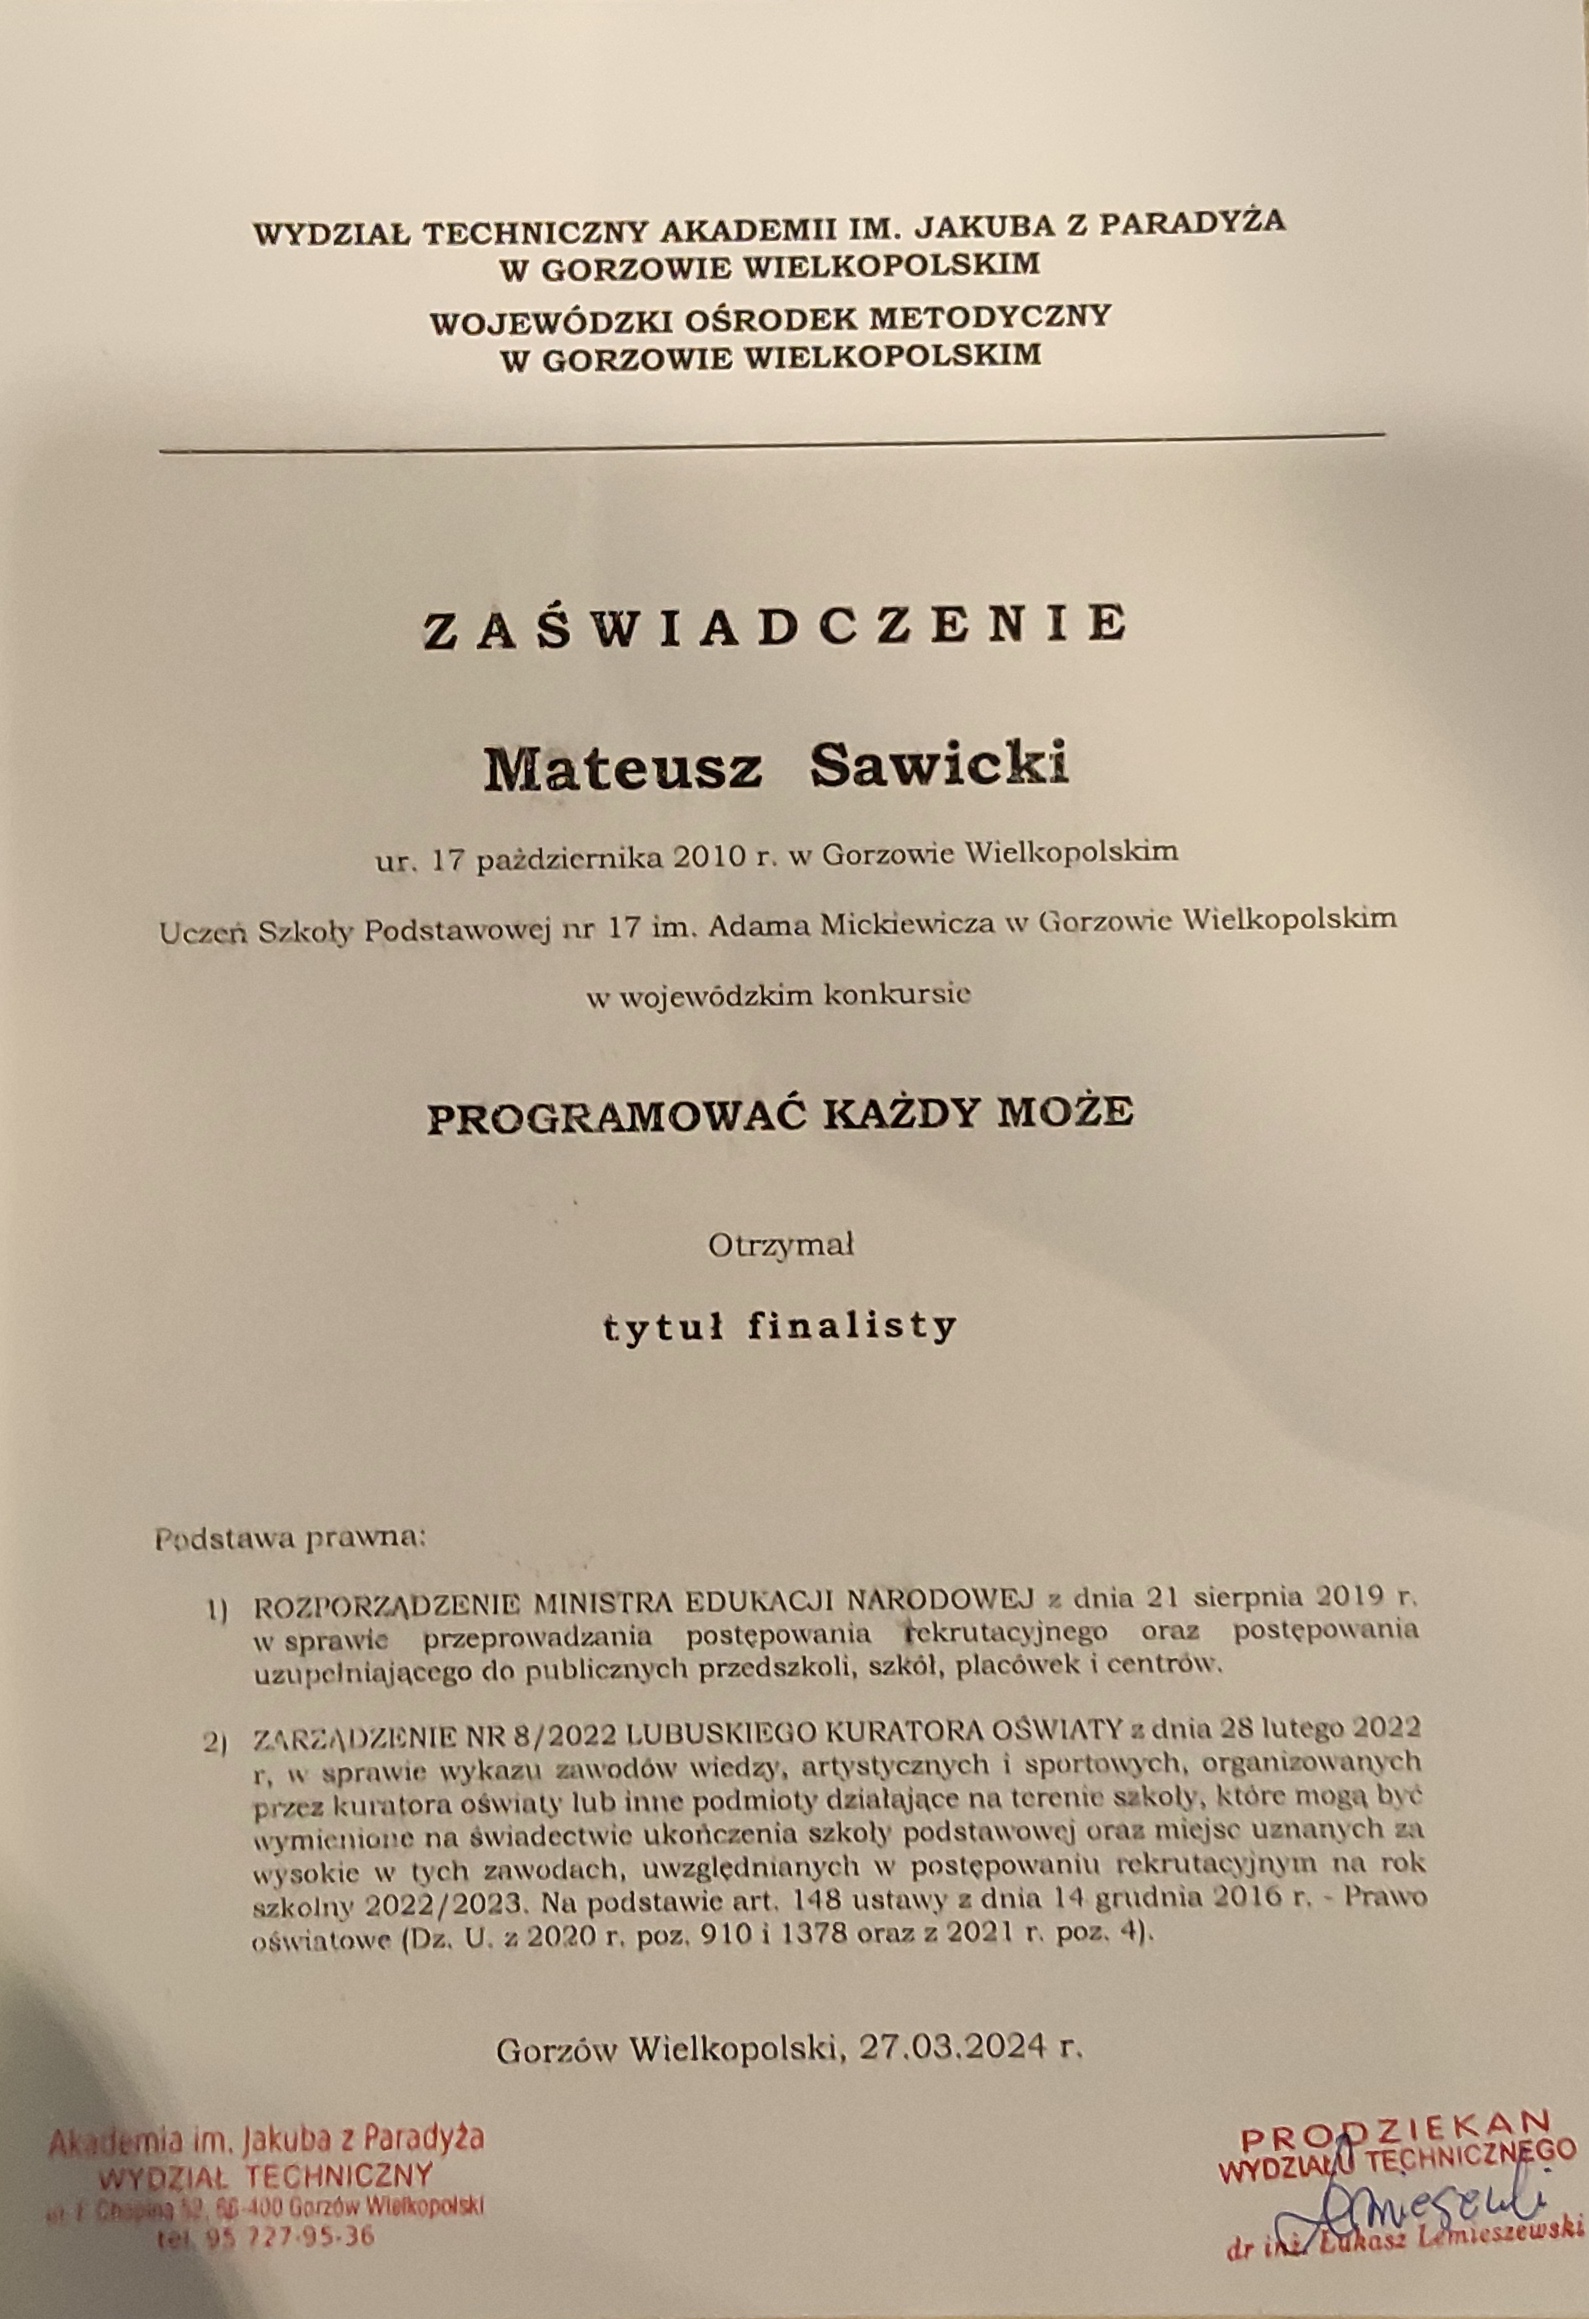 WYDZIAŁ TECHNICZNY AKADEMII IM. JAKUBA Z PARADYŻA
W GORZOWIE WIELKOPOLSKIM
WOJEWÓDZKI OŚRODEK METODYCZNY
W GORZOWIE WIELKOPOLSKIM
ZAŚWIADCZENIE
Mateusz Sawicki
ur. 17 października 2010 r. w Gorzowie Wielkopolskim
Uczeń Szkoły Podstawowej nr 17 im. Adama Mickiewicza w Gorzowie Wielkopolskim
w wojewódzkim konkursie
PROGRAMOWAĆ KAŻDY MOŻE
Otrzymał
tytuł finalisty
Podstawa prawna:
1) ROZPORZĄDZENIE MINISTRA EDUKACJI NARODOWEJ z dnia 21 sierpnia 2019 r.
w sprawie przeprowadzania postępowania rekrutacyjnego oraz postępowania
uzupełniającego do publicznych przedszkoli, szkół, placówek i centrów.
2) ZARZĄDZENIE NR 8/2022 LUBUSKIEGO KURATORA OŚWIATY z dnia 28 lutego 2022
r, w sprawie wykazu zawodów wiedzy, artystycznych i sportowych, organizowanych
przez kuratora oświaty lub inne podmioty działające na terenie szkoły, które mogą być
wymienione na świadectwie ukończenia szkoły podstawowej oraz miejsc uznanych za
wysokie w tych zawodach, uwzględnianych w postępowaniu rekrutacyjnym na rok
szkolny 2022/2023. Na podstawie art. 148 ustawy z dnia 14 grudnia 2016 r. - Prawo
oświatowe (Dz. U. z 2020 r. poz. 910 i 1378 oraz z 2021 r. poz. 4).
Gorzów Wielkopolski, 27.03.2024 r.
Akademia im. Jakuba z Paradyża
WYDZIAŁ TECHNICZNY
ul. F. Chopina 52, 66-400 Gorzów Wielkopolski
tel. 95 727-95-36
PRODZIEKAN
WYDZIAŁU TECHNICZNEGO
dr inż. Łukasz Lemieszewski